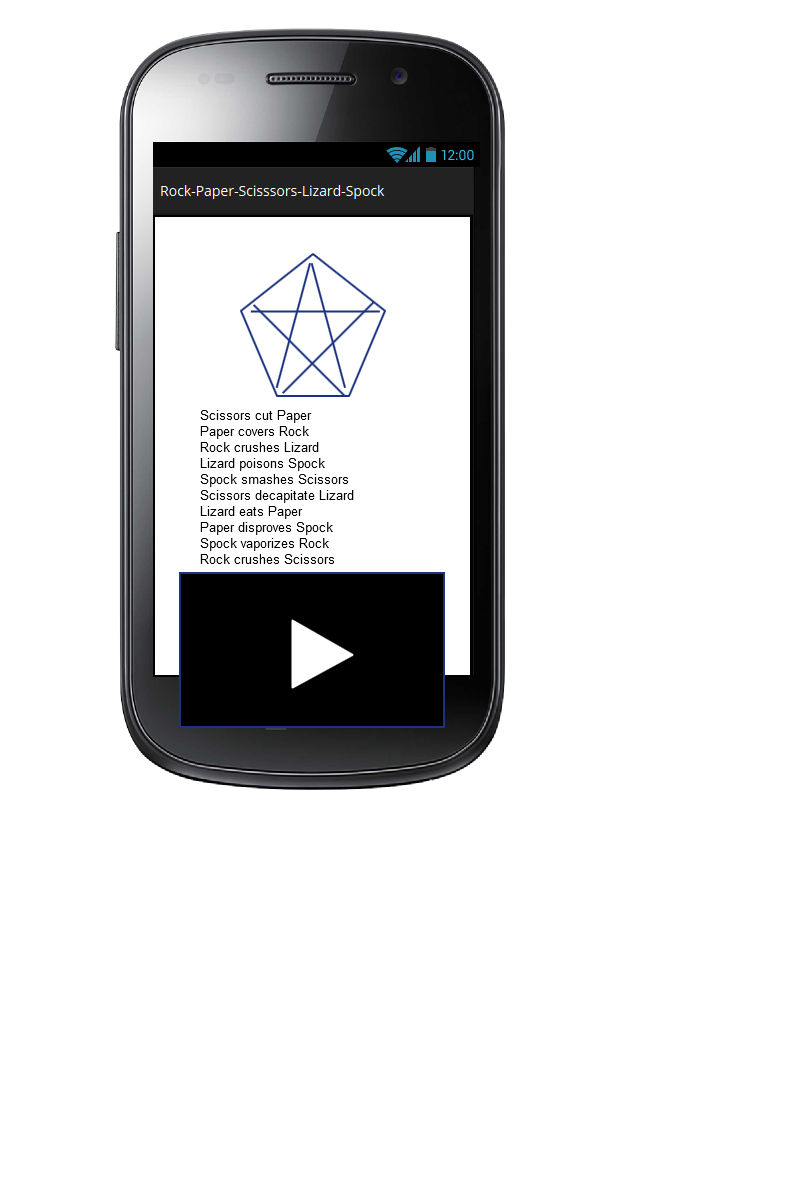 12:00
Rock-Paper-Scisssors-Lizard-Spock
Scissors cut Paper
Paper covers Rock
Rock crushes Lizard
Lizard poisons Spock
Spock smashes Scissors
Scissors decapitate Lizard
Lizard eats Paper
Paper disproves Spock
Spock vaporizes Rock
Rock crushes Scissors